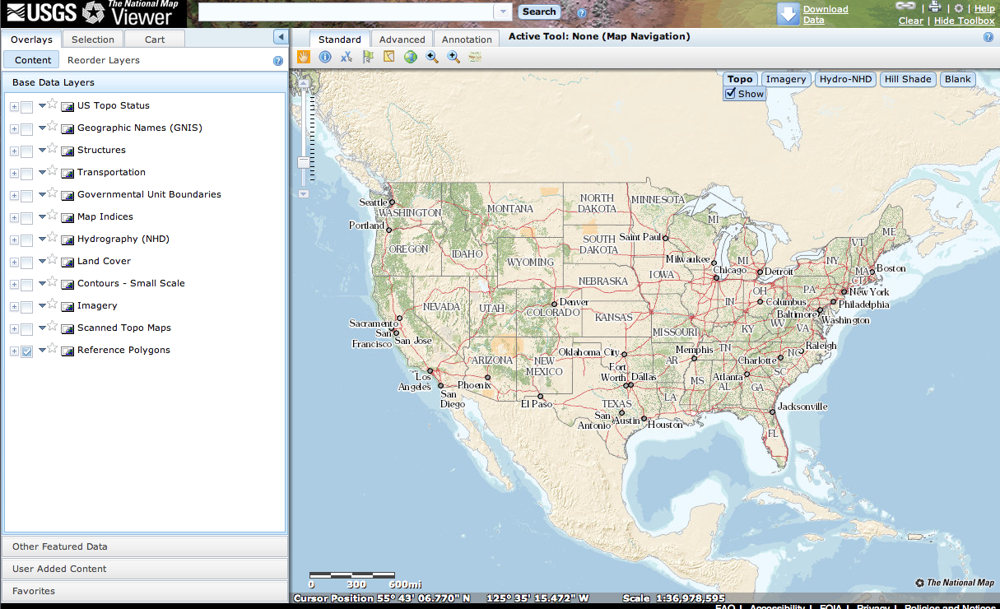 USGS The National Map Viewer
Search
Download Data
Help
Clear | Hide Toolbox
Overlays Selection Cart
Content Reorder Layers
Base Data Layers
US Topo Status
Geographic Names (GNIS)
Structures
Transportation
Governmental Unit Boundaries
Map Indices
Hydrography (NHD)
Land Cover
Contours - Small Scale
Imagery
Scanned Topo Maps
Reference Polygons
Other Featured Data
User Added Content
Favorites
Standard Advanced Annotation Active Tool: None (Map Navigation)
Topo Imagery Hydro-NHD Hill Shade Blank
Show
Seattle
WASHINGTON
Portland
OREGON
IDAHO
MONTANA
WYOMING
NORTH DAKOTA
SOUTH DAKOTA
MINNESOTA
Saint Paul
NEBRASKA
IOWA
MI
MI
Milwaukee
Chicago
Detroit
NEVADA
UTAH
Denver
COLORADO
KANSAS
MISSOURI
IN
OH
Columbus
KY
WV
VA
PA
NY
VT
ME
MA
CT
Boston
New York
Philadelphia
Baltimore
Washington
Sacramento
San Francisco
San Jose
Los Angeles
San Diego
ARIZONA
Phoenix
NEW MEXICO
El Paso
Oklahoma City
Fort Worth
Dallas
TEXAS
San Antonio
Austin
Houston
AR
LA
MS
AL
TN
Memphis
Charlotte
NC
Raleigh
SC
Atlanta
GA
Jacksonville
FL
0 300 600mi
The National Map
Cursor Position 55° 43' 06.770" N 125° 35' 15.472" W Scale 1:36,978,595
FAQ | Accessibility | FOIA | Privacy | Policies and Notices